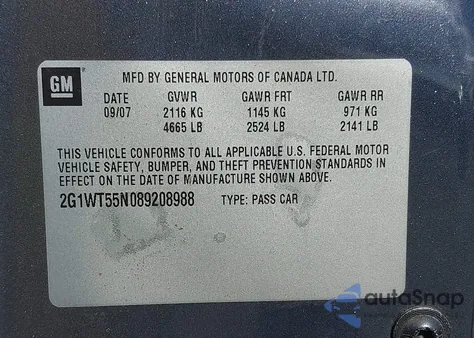 GM
MFD BY GENERAL MOTORS OF CANADA LTD.
DATE GVWR GAWR FRT GAWR RR
09/07 2116 KG 1145 KG 971 KG
4665 LB 2524 LB 2141 LB
THIS VEHICLE CONFORMS TO ALL APPLICABLE U.S. FEDERAL MOTOR
VEHICLE SAFETY, BUMPER, AND THEFT PREVENTION STANDARDS IN
EFFECT ON THE DATE OF MANUFACTURE SHOWN ABOVE.
2G1WT55N089208988 TYPE: PASS CAR
autoSnap